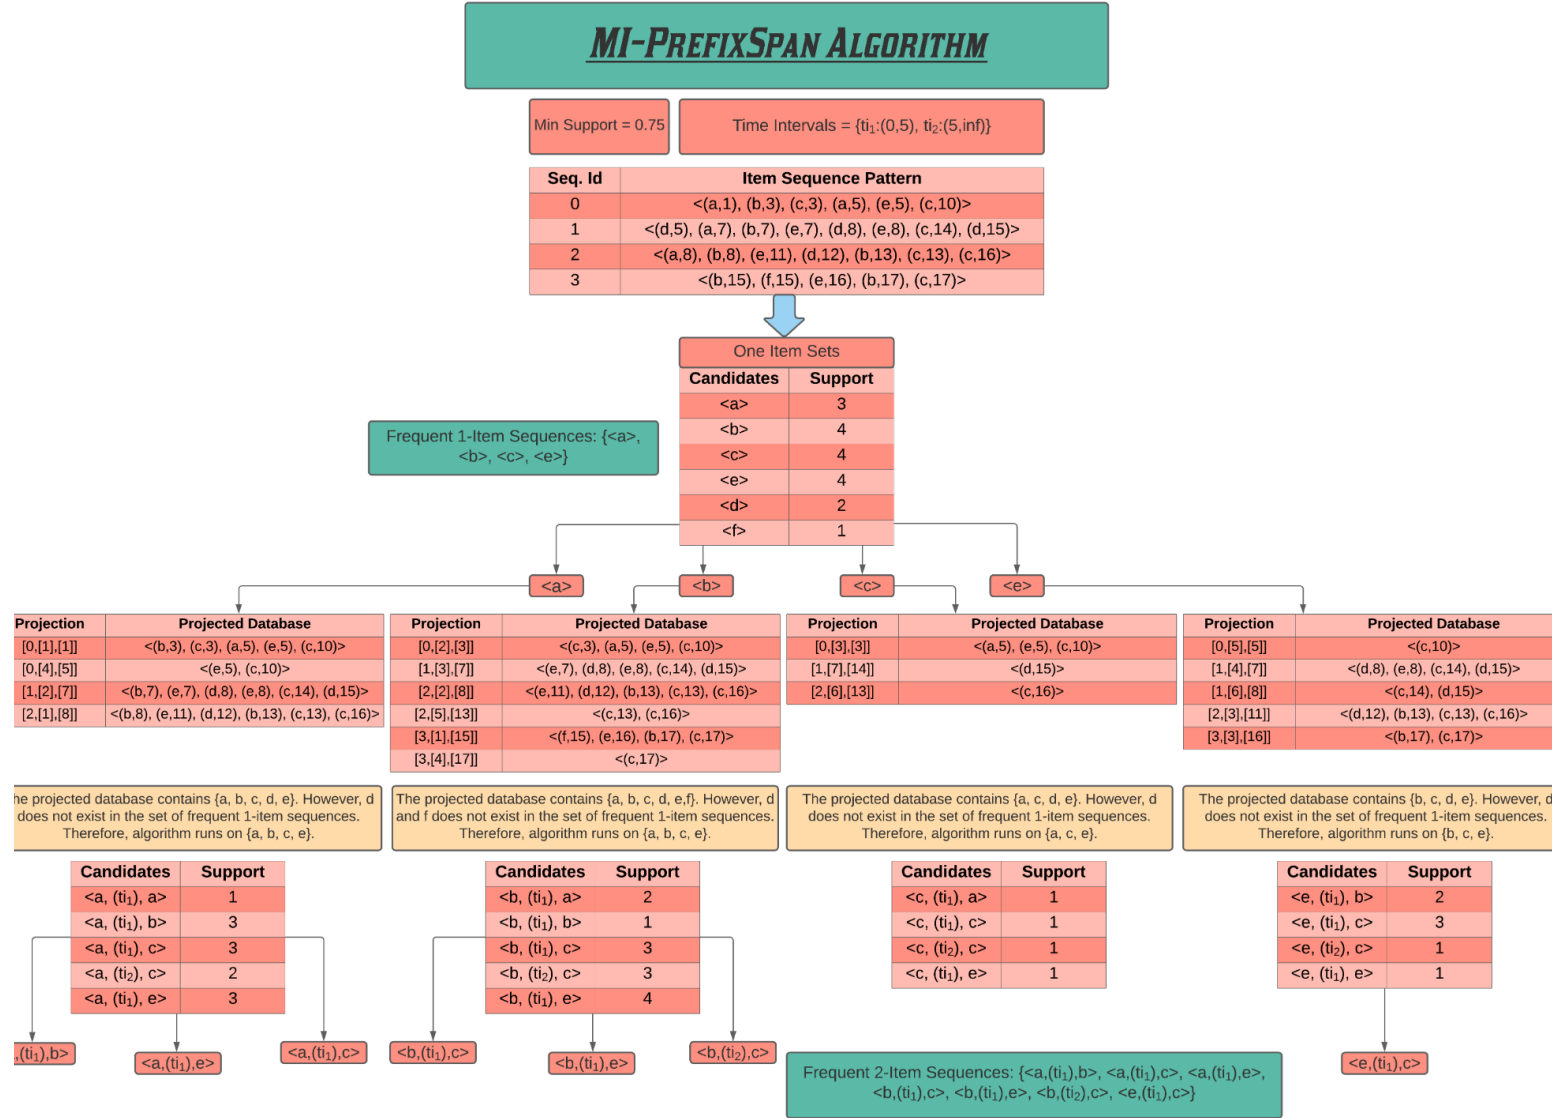 MI-PrefixSpan Algorithm
Min Support = 0.75
Time Intervals = {ti₁:(0,5), ti₂:(5,inf)}
Seq. Id Item Sequence Pattern
0 <(a,1), (b,3), (c,3), (a,5), (e,5), (c,10)>
1 <(d,5), (a,7), (b,7), (e,7), (d,8), (e,8), (c,14), (d,15)>
2 <(a,8), (b,8), (e,11), (d,12), (b,13), (c,13), (c,16)>
3 <(b,15), (f,15), (e,16), (b,17), (c,17)>
One Item Sets
Candidates Support
<a> 3
<b> 4
<c> 4
<e> 4
<d> 2
<f> 1
Frequent 1-Item Sequences: {<a>,
<b>, <c>, <e>}
<a>
<b>
<c>
<e>
Projection Projected Database
[0,[1],[1]] <(b,3), (c,3), (a,5), (e,5), (c,10)>
[0,[4],[5]] <(e,5), (c,10)>
[1,[2],[7]] <(b,7), (e,7), (d,8), (e,8), (c,14), (d,15)>
[2,[1],[8]] <(b,8), (e,11), (d,12), (b,13), (c,13), (c,16)>
Projection Projected Database
[0,[2],[3]] <(c,3), (a,5), (e,5), (c,10)>
[1,[3],[7]] <(e,7), (d,8), (e,8), (c,14), (d,15)>
[2,[2],[8]] <(e,11), (d,12), (b,13), (c,13), (c,16)>
[2,[5],[13]] <(c,13), (c,16)>
[3,[1],[15]] <(f,15), (e,16), (b,17), (c,17)>
[3,[4],[17]] <(c,17)>
Projection Projected Database
[0,[3],[3]] <(a,5), (e,5), (c,10)>
[1,[7],[14]] <(d,15)>
[2,[6],[13]] <(c,16)>
Projection Projected Database
[0,[5],[5]] <(c,10)>
[1,[4],[7]] <(d,8), (e,8), (c,14), (d,15)>
[1,[6],[8]] <(c,14), (d,15)>
[2,[3],[11]] <(d,12), (b,13), (c,13), (c,16)>
[3,[3],[16]] <(b,17), (c,17)>
he projected database contains {a, b, c, d, e}. However, d
does not exist in the set of frequent 1-item sequences.
Therefore, algorithm runs on {a, b, c, e}.
The projected database contains {a, b, c, d, e,f}. However, d
and f does not exist in the set of frequent 1-item sequences.
Therefore, algorithm runs on {a, b, c, e}.
The projected database contains {a, c, d, e}. However, d
does not exist in the set of frequent 1-item sequences.
Therefore, algorithm runs on {a, c, e}.
The projected database contains {b, c, d, e}. However, d
does not exist in the set of frequent 1-item sequences.
Therefore, algorithm runs on {b, c, e}.
Candidates Support
<a, (ti₁), a> 1
<a, (ti₁), b> 3
<a, (ti₁), c> 3
<a, (ti₂), c> 2
<a, (ti₁), e> 3
Candidates Support
<b, (ti₁), a> 2
<b, (ti₁), b> 1
<b, (ti₁), c> 3
<b, (ti₂), c> 3
<b, (ti₁), e> 4
Candidates Support
<c, (ti₁), a> 1
<c, (ti₁), c> 1
<c, (ti₂), c> 1
<c, (ti₁), e> 1
Candidates Support
<e, (ti₁), b> 2
<e, (ti₁), c> 3
<e, (ti₂), c> 1
<e, (ti₁), e> 1
,(ti₁),b>
<a,(ti₁),e>
<a,(ti₁),c>
<b,(ti₁),c>
<b,(ti₁),e>
<b,(ti₂),c>
<e,(ti₁),c>
Frequent 2-Item Sequences: {<a,(ti₁),b>, <a,(ti₁),c>, <a,(ti₁),e>,
<b,(ti₁),c>, <b,(ti₁),e>, <b,(ti₂),c>, <e,(ti₁),c>}